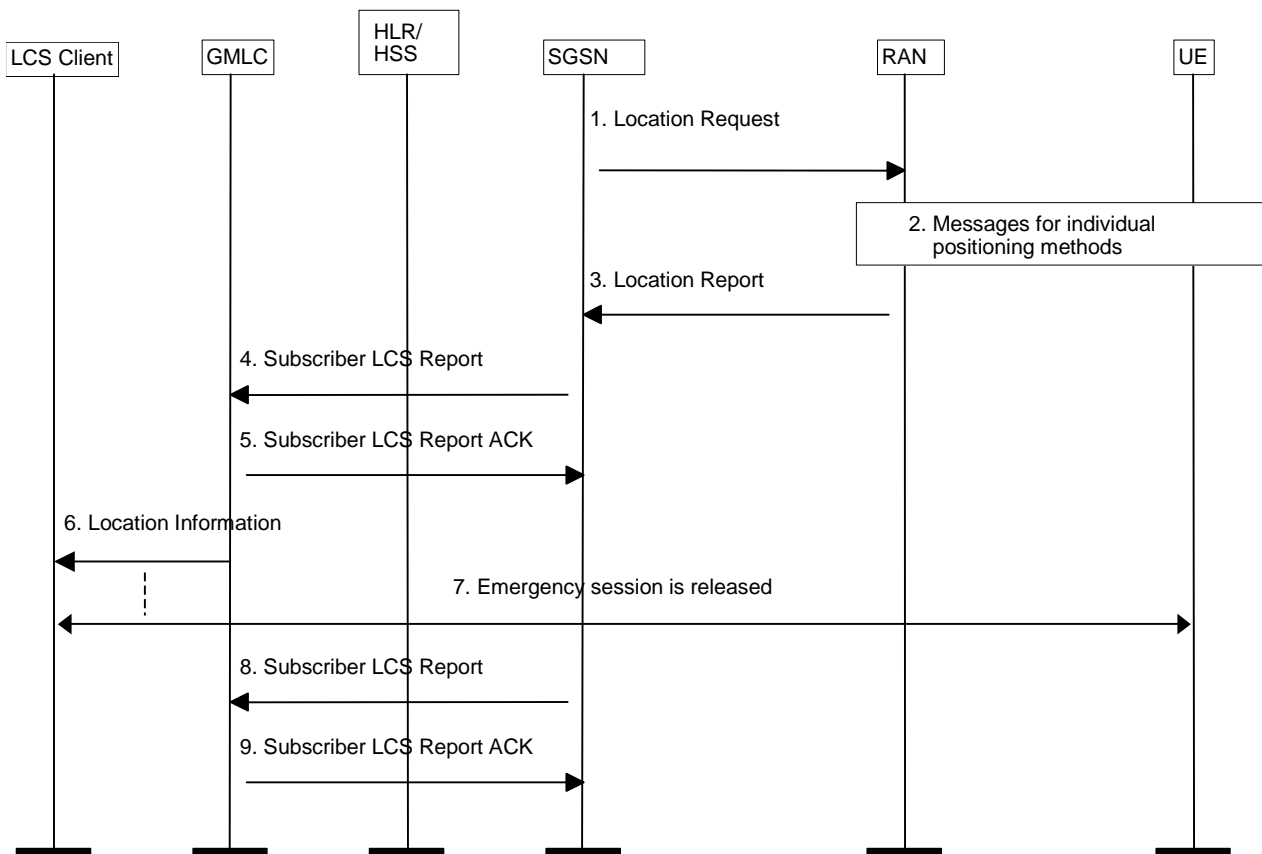 LCS Client
GMLC
HLR/
HSS
SGSN
RAN
UE
1. Location Request
2. Messages for individual
positioning methods
3. Location Report
4. Subscriber LCS Report
5. Subscriber LCS Report ACK
6. Location Information
7. Emergency session is released
8. Subscriber LCS Report
9. Subscriber LCS Report ACK